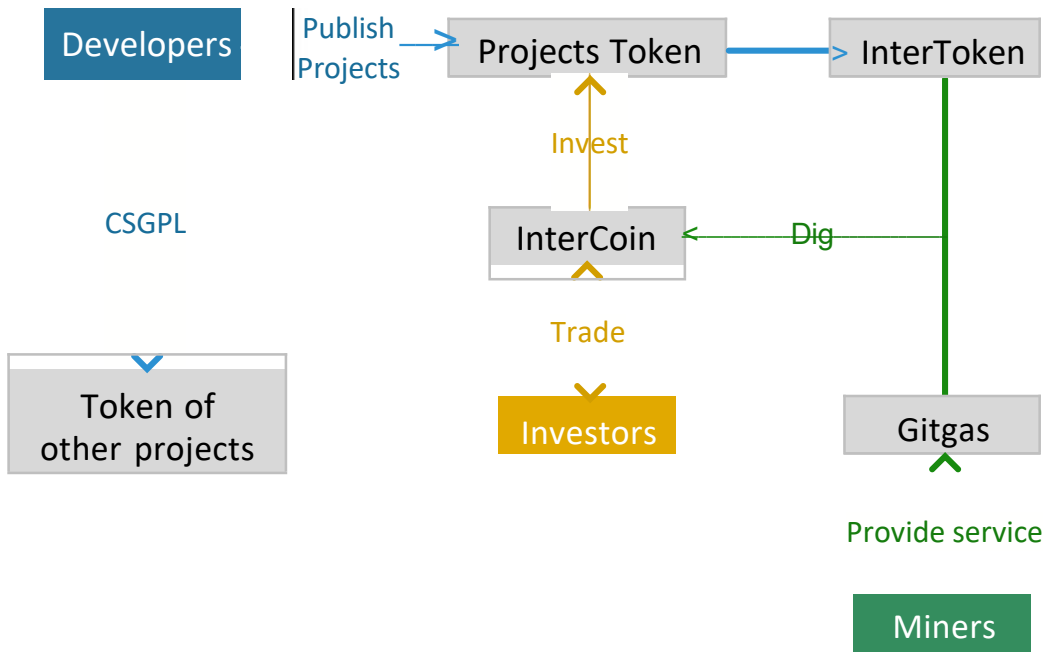 Developers
Publish
Projects
Projects Token
InterToken
Invest
CSGPL
InterCoin
Dig
Trade
Token of
other projects
Investors
Gitgas
Provide service
Miners